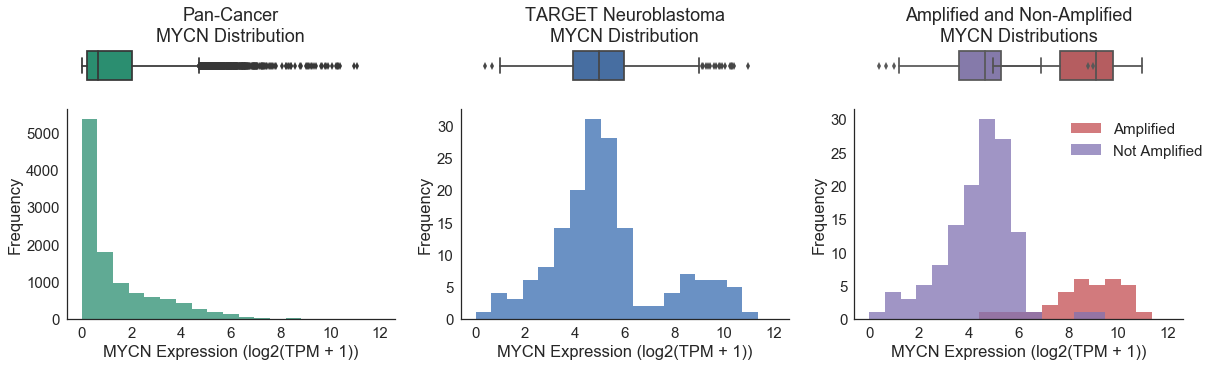 Pan-Cancer
MYCN Distribution
Frequency
5000
4000
3000
2000
1000
0
0 2 4 6 8 10 12
MYCN Expression (log2(TPM + 1))
TARGET Neuroblastoma
MYCN Distribution
Frequency
30
25
20
15
10
5
0
0 2 4 6 8 10 12
MYCN Expression (log2(TPM + 1))
Amplified and Non-Amplified
MYCN Distributions
Frequency
30
25
20
15
10
5
0
Amplified
Not Amplified
0 2 4 6 8 10 12
MYCN Expression (log2(TPM + 1))